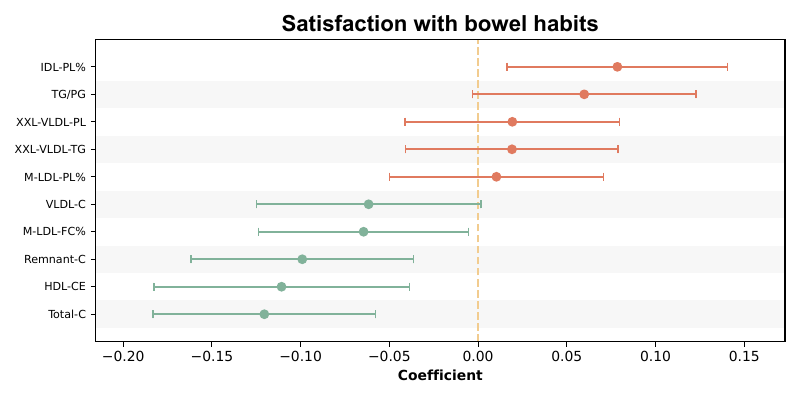 Satisfaction with bowel habits
IDL-PL%
TG/PG
XXL-VLDL-PL
XXL-VLDL-TG
M-LDL-PL%
VLDL-C
M-LDL-FC%
Remnant-C
HDL-CE
Total-C
−0.20 −0.15 −0.10 −0.05 0.00 0.05 0.10 0.15
Coefficient